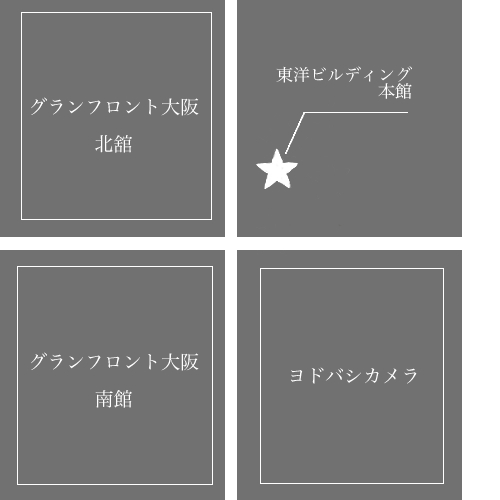 グランフロント大阪
北舘
東洋ビルディング
本館
グランフロント大阪
南館
ヨドバシカメラ